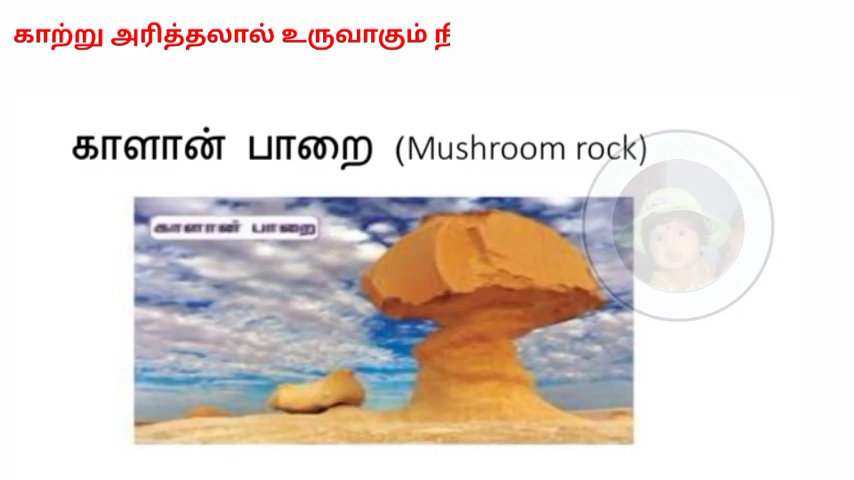 காற்று அரித்தலால் உருவாகும்
காளான் பாறை (Mushroom rock)
காளான் பாறை